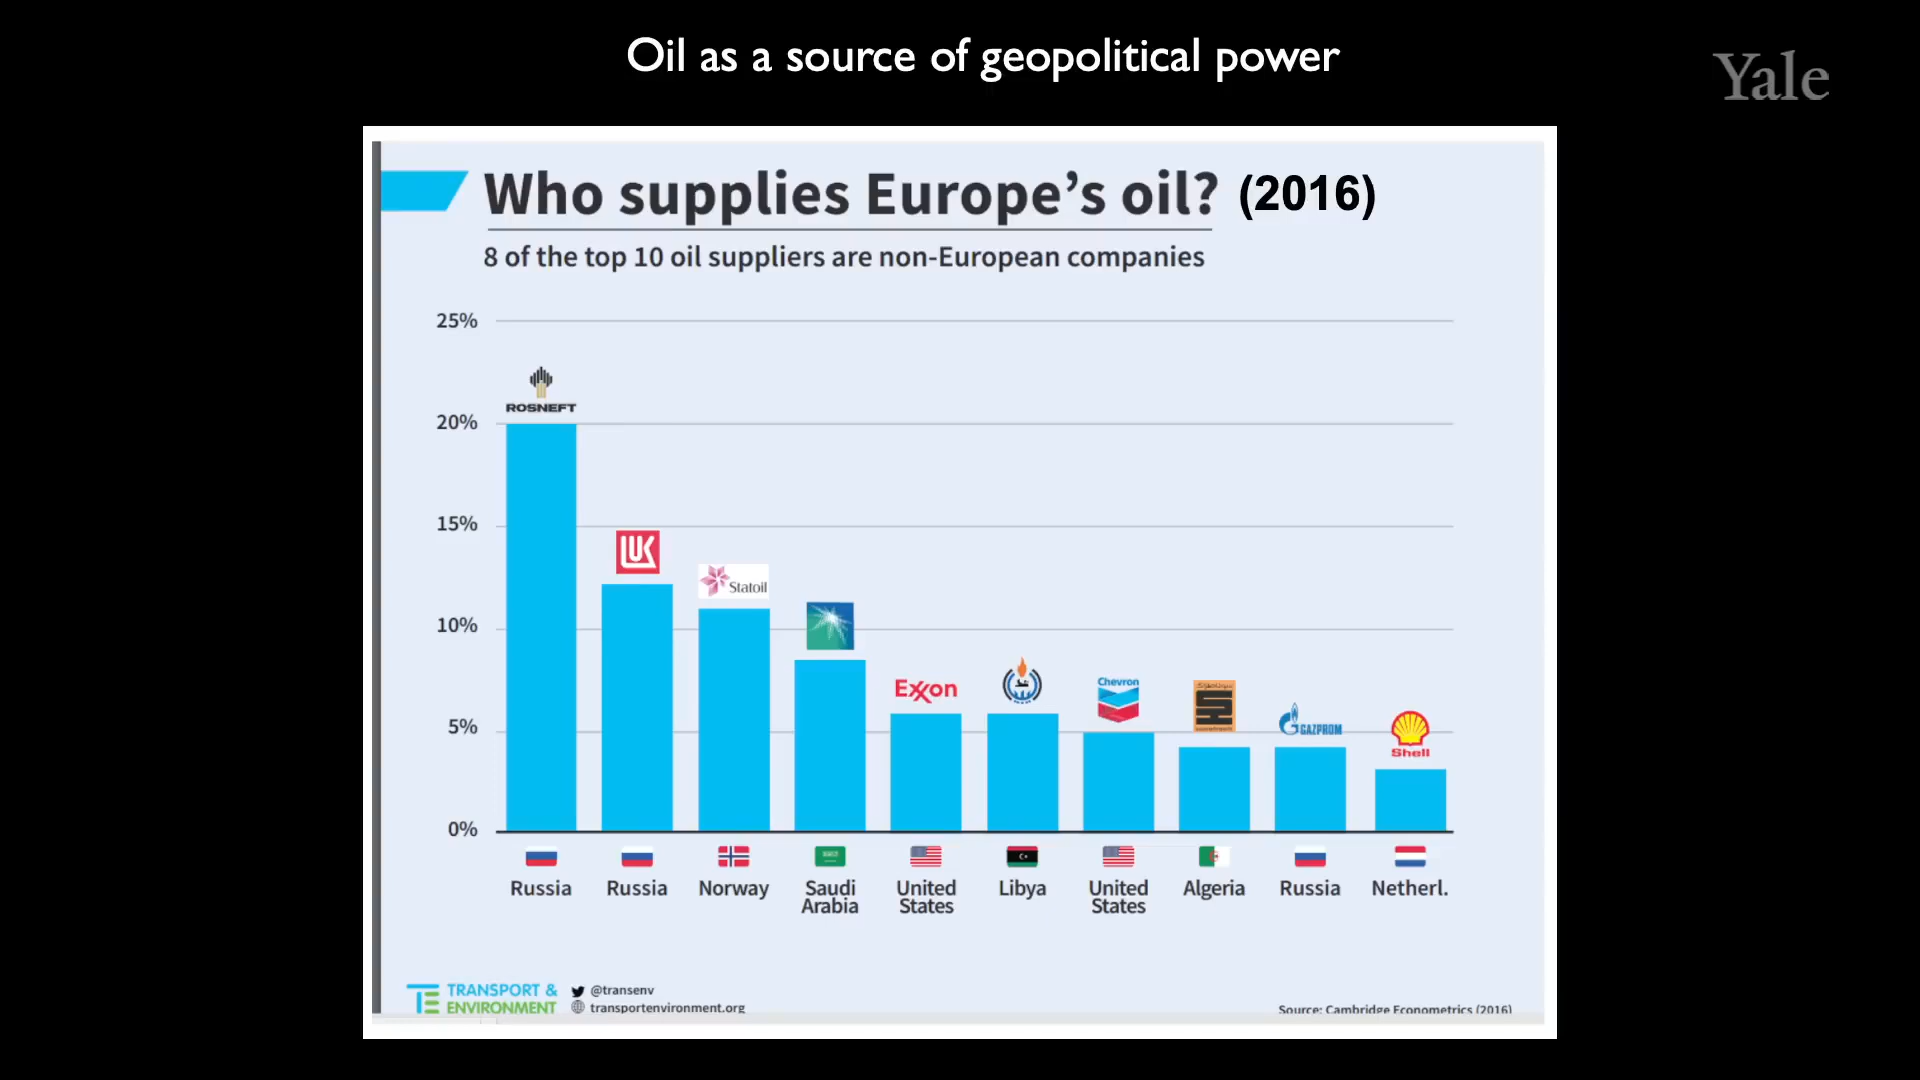 Oil as a source of geopolitical power
Yale
Who supplies Europe's oil? (2016)
8 of the top 10 oil suppliers are non-European companies
25%
20%
15%
10%
5%
0%
ROSNEFT
LUK
Statoil
Exxon
Chevron
GAZPROM
Shell
Russia
Russia
Norway
Saudi
Arabia
United
States
Libya
United
States
Algeria
Russia
Netherl.
TRANSPORT &
ENVIRONMENT
@transenv
transportenvironment.org
Source: Cambridge Econometrics (2016)